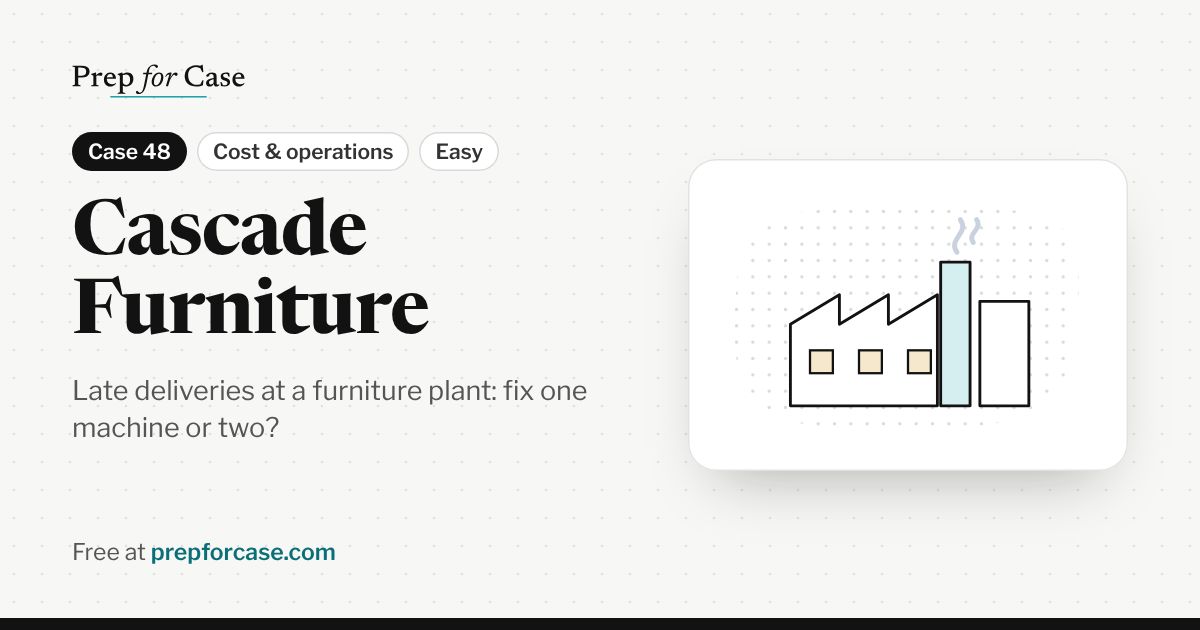 Prep for Case
Case 48
Cost & operations
Easy
Cascade
Furniture
Late deliveries at a furniture plant: fix one
machine or two?
Free at prepforcase.com